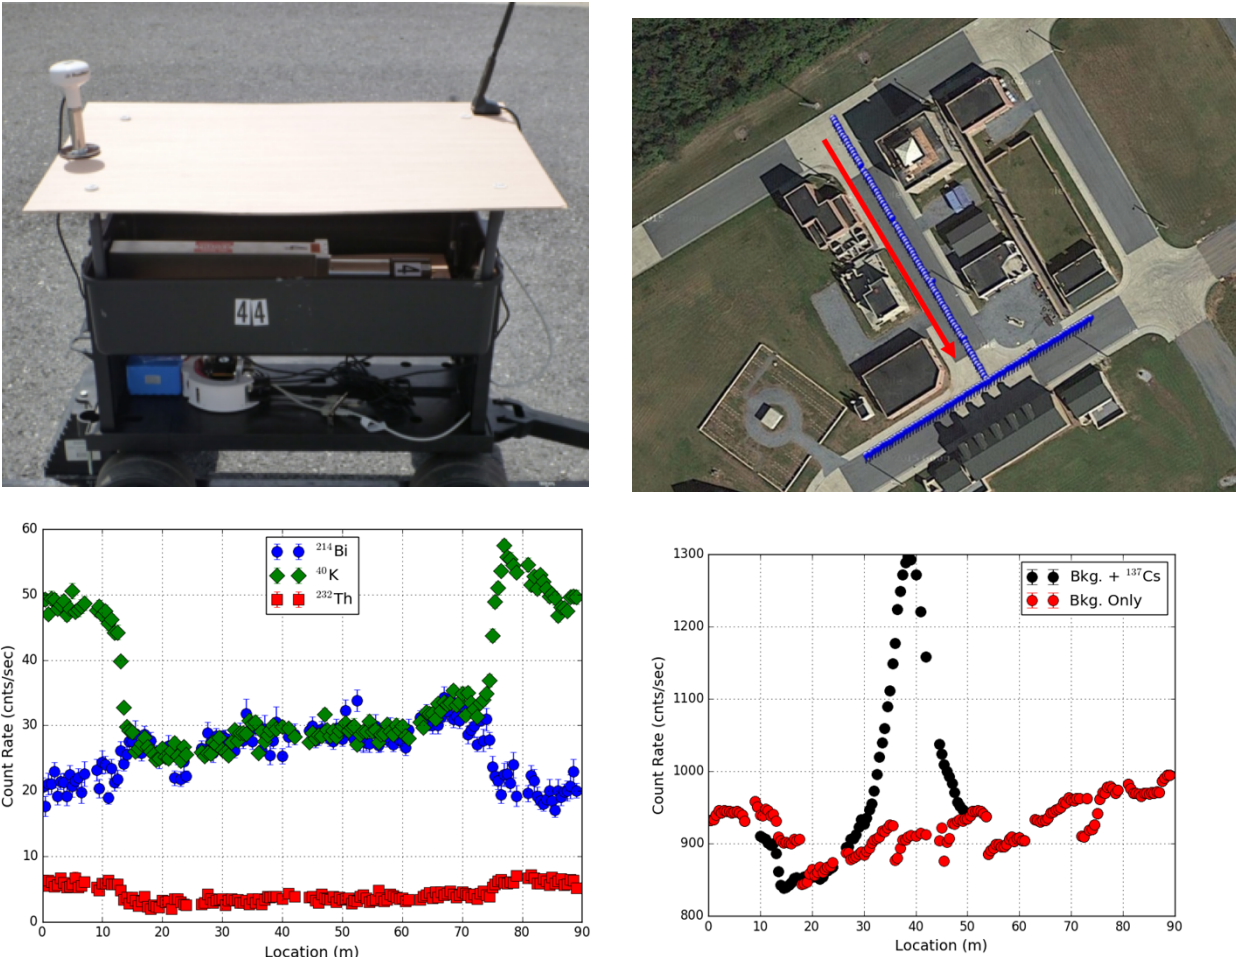 44
4
60
50
40
30
20
10
0
Count Rate (cnts/sec)
²¹⁴Bi
⁴⁰K
²³²Th
0 10 20 30 40 50 60 70 80 90
Location (m)
1300
1200
1100
1000
900
800
Count Rate (cnts/sec)
Bkg. + ¹³⁷Cs
Bkg. Only
0 10 20 30 40 50 60 70 80 90
Location (m)